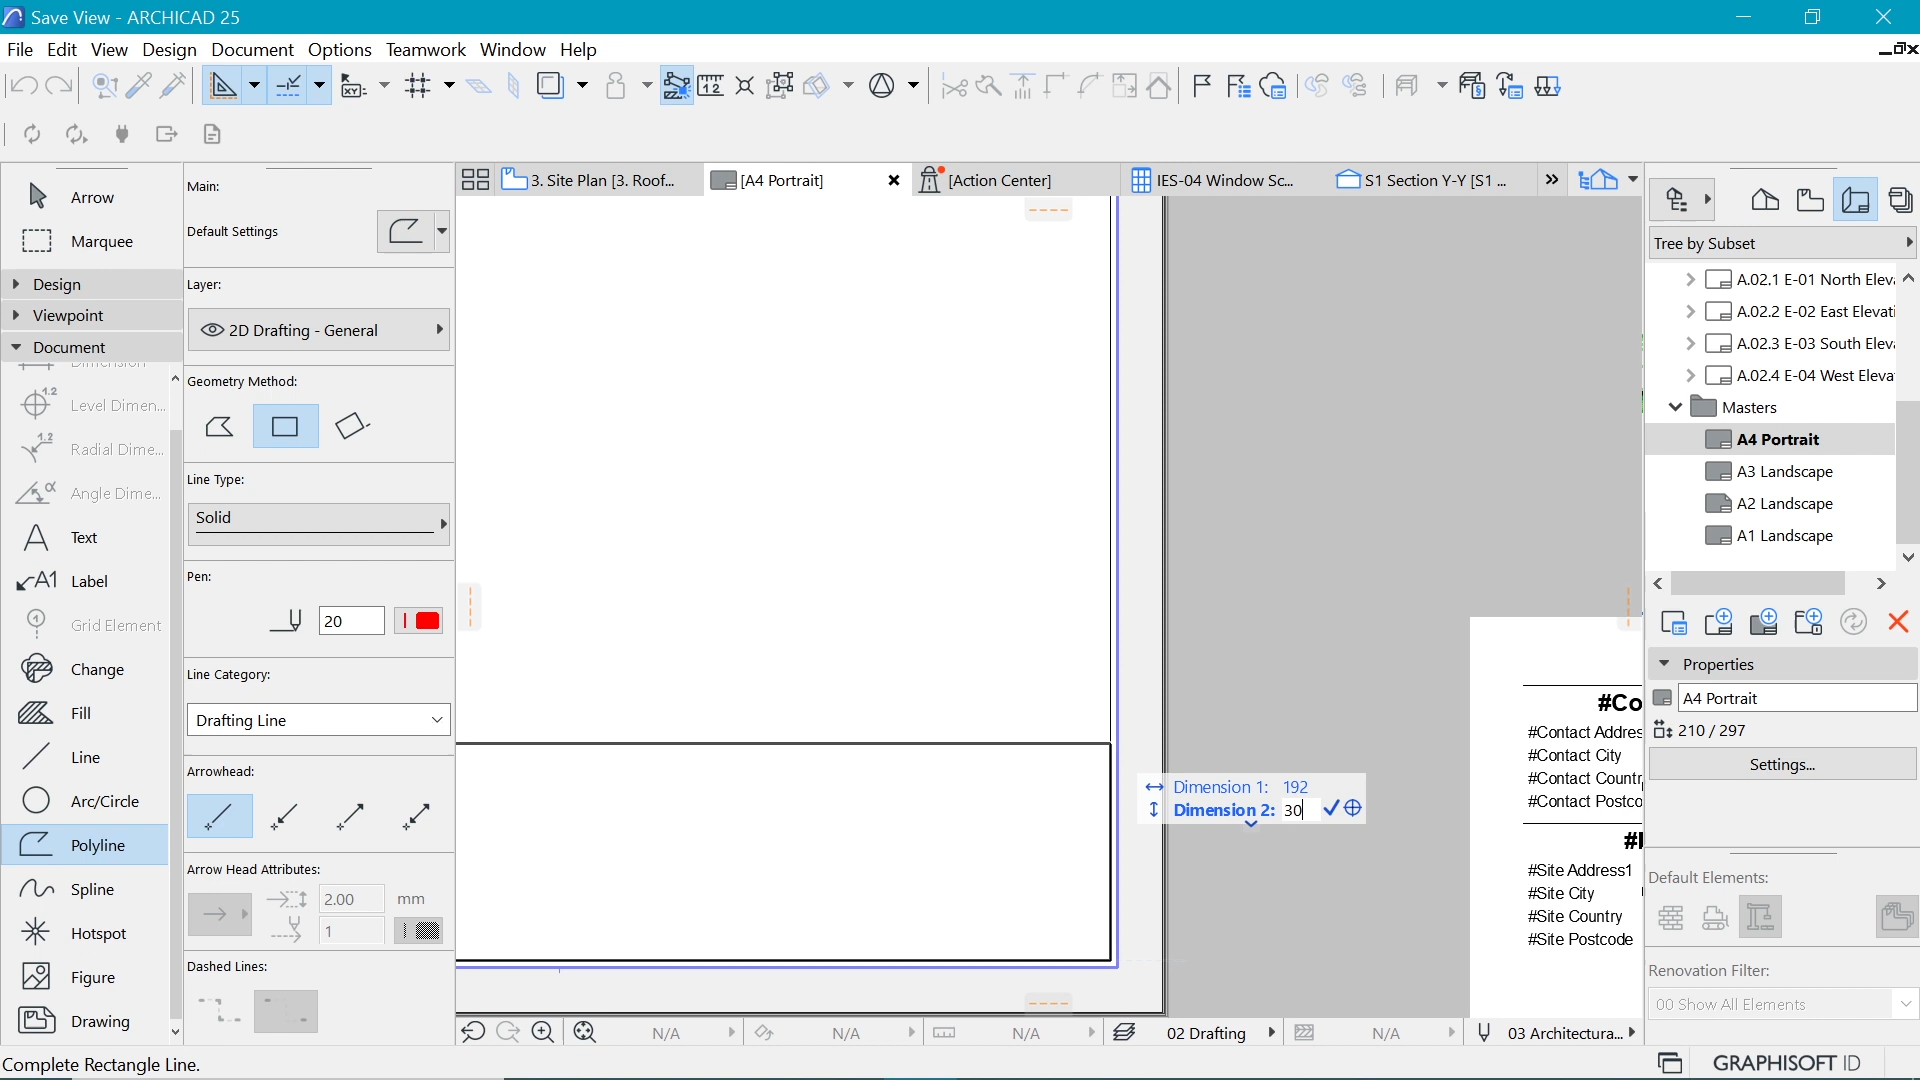 Save View - ARCHICAD 25
File Edit View Design Document Options Teamwork Window Help
3. Site Plan [3. Roof...
[A4 Portrait]
[Action Center]
IES-04 Window Sc...
S1 Section Y-Y [S1 ...
Arrow
Marquee
Design
Viewpoint
Document
Dimension
Level Dimen...
Radial Dime...
Angle Dime...
Text
Label
Grid Element
Change
Fill
Line
Arc/Circle
Polyline
Spline
Hotspot
Figure
Drawing
Main:
Default Settings
Layer:
2D Drafting - General
Geometry Method:
Line Type:
Solid
Pen:
20
Line Category:
Drafting Line
Arrowhead:
Arrow Head Attributes:
2.00 mm
1
Dashed Lines:
Dimension 1: 192
Dimension 2: 30
#Co
#Contact Addres
#Contact City
#Contact Countr
#Contact Postco
#Site Address1
#Site City
#Site Country
#Site Postcode
Tree by Subset
A.02.1 E-01 North Elev
A.02.2 E-02 East Elevati
A.02.3 E-03 South Elev
A.02.4 E-04 West Eleva
Masters
A4 Portrait
A3 Landscape
A2 Landscape
A1 Landscape
Properties
A4 Portrait
210 / 297
Settings...
Default Elements:
Renovation Filter:
00 Show All Elements
N/A
N/A
N/A
02 Drafting
N/A
03 Architectura...
Complete Rectangle Line.
GRAPHISOFT ID